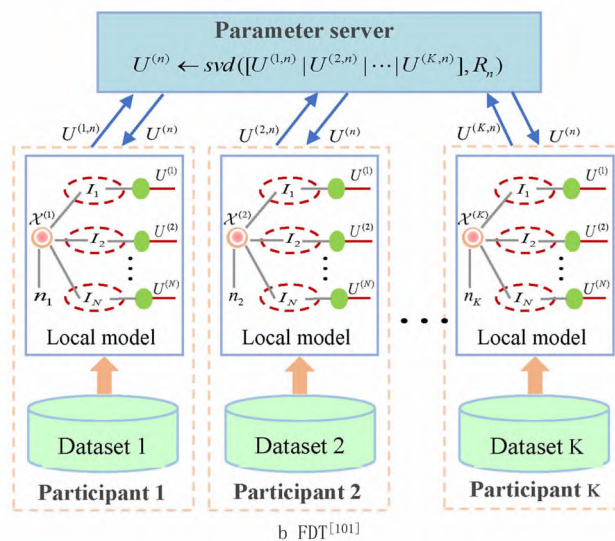 Parameter server
U^(n) ← svd([U^(1,n) | U^(2,n) | ⋯ | U^(K,n)], R_n)
U^(1,n) U^(n) U^(2,n) U^(n) U^(K,n) U^(n)
I_1 U^(1) I_1 U^(1) I_1 U^(1)
𝒳^(1) I_2 U^(2) 𝒳^(2) I_2 U^(2) 𝒳^(K) I_2 U^(2)
n_1 I_N U^(N) n_2 I_N U^(N) n_K I_N U^(N)
Local model Local model Local model
Dataset 1 Dataset 2 Dataset K
Participant 1 Participant 2 Participant K
b FDT[101]